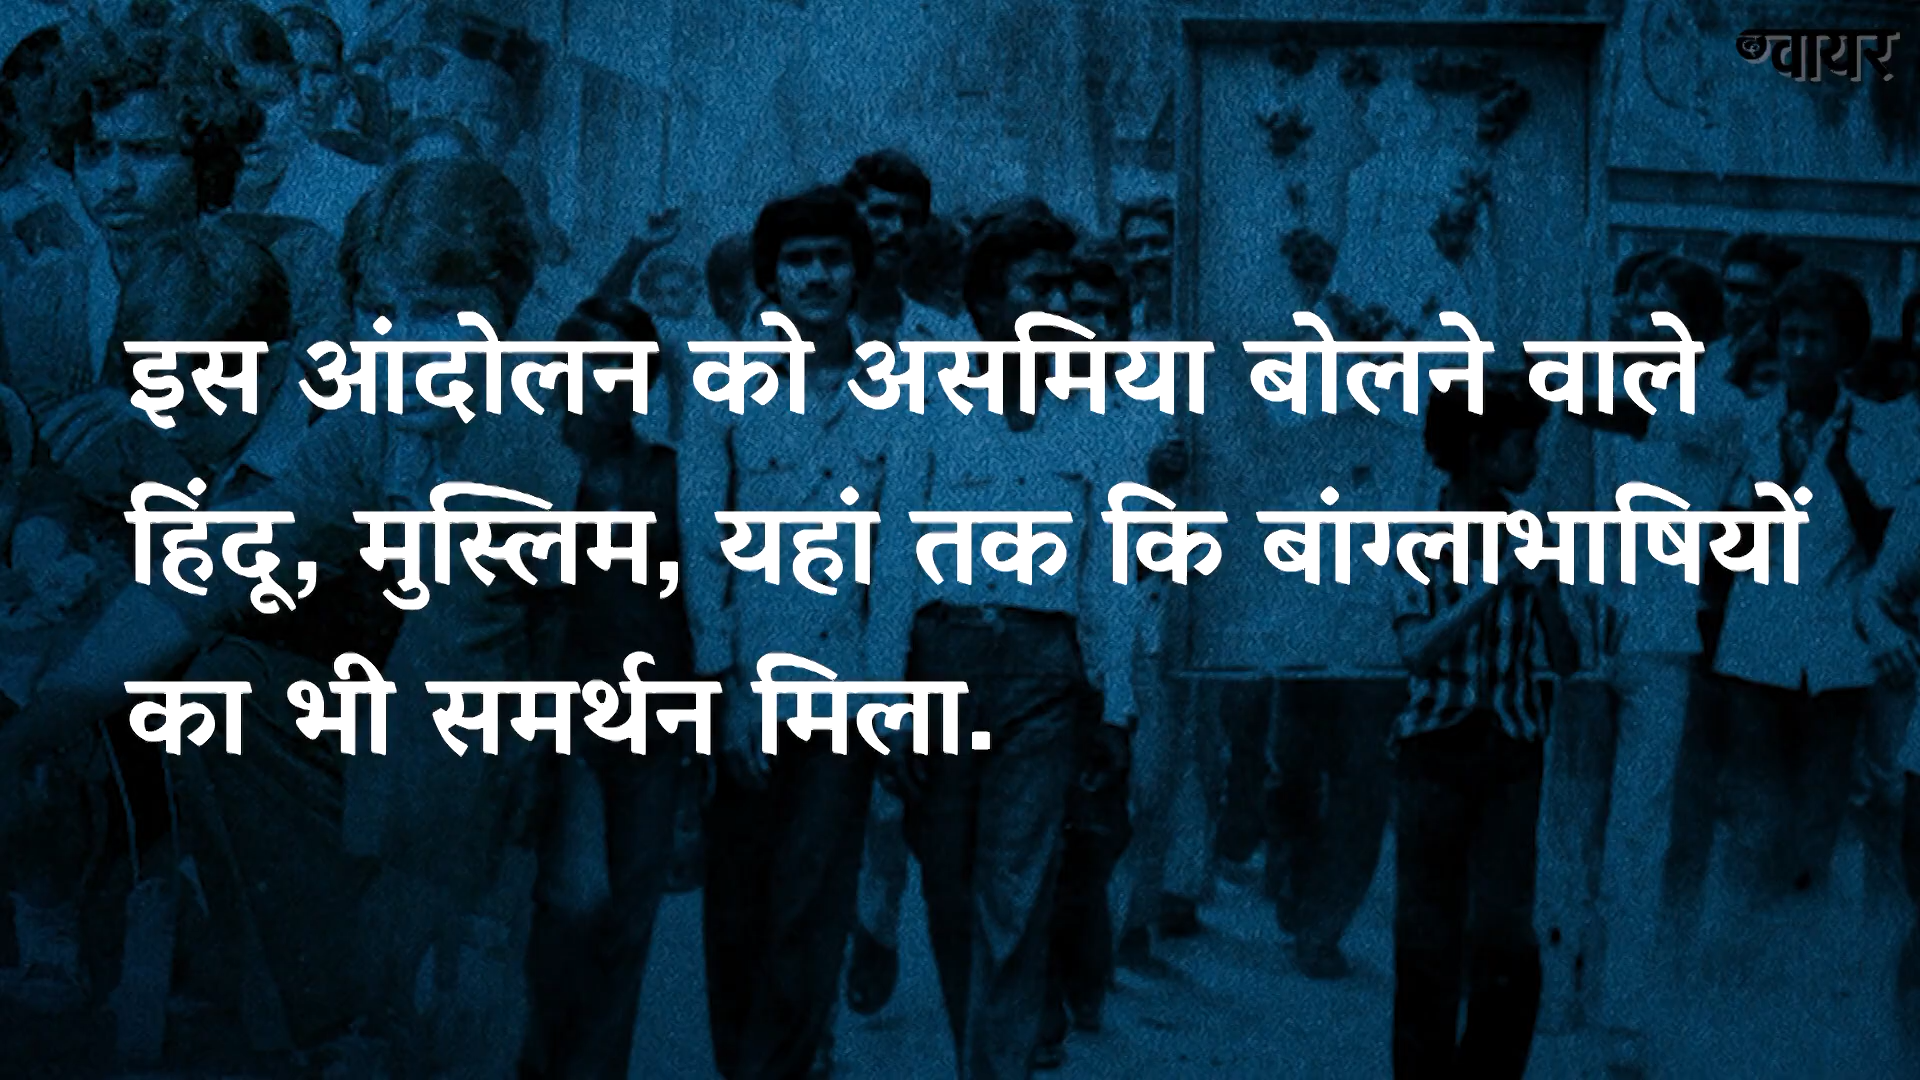 द वायर
इस आंदोलन को असमिया बोलने वाले
हिंदू, मुस्लिम, यहां तक कि बांग्लाभाषियों
का भी समर्थन मिला.